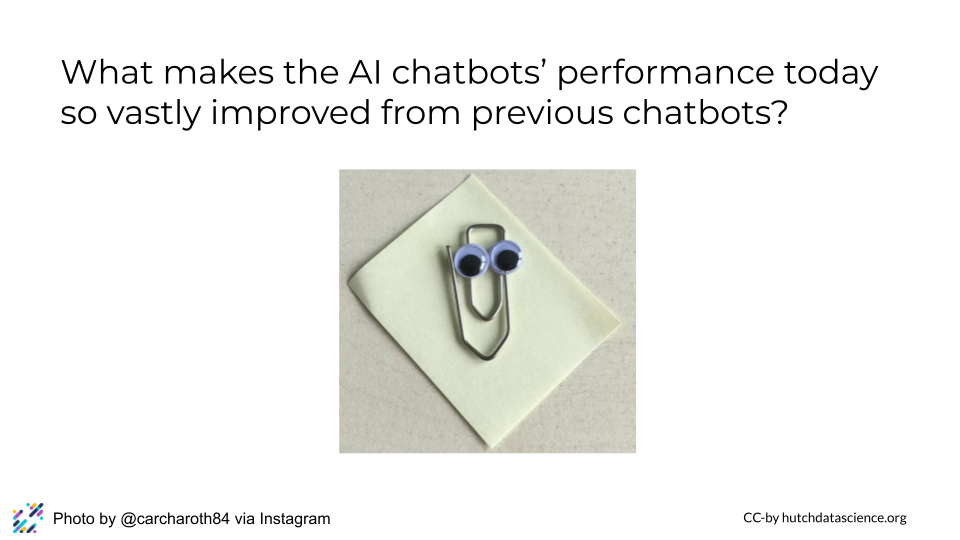 What makes the AI chatbots’ performance today
so vastly improved from previous chatbots?
Photo by @carcharoth84 via Instagram
CC-by hutchdatascience.org